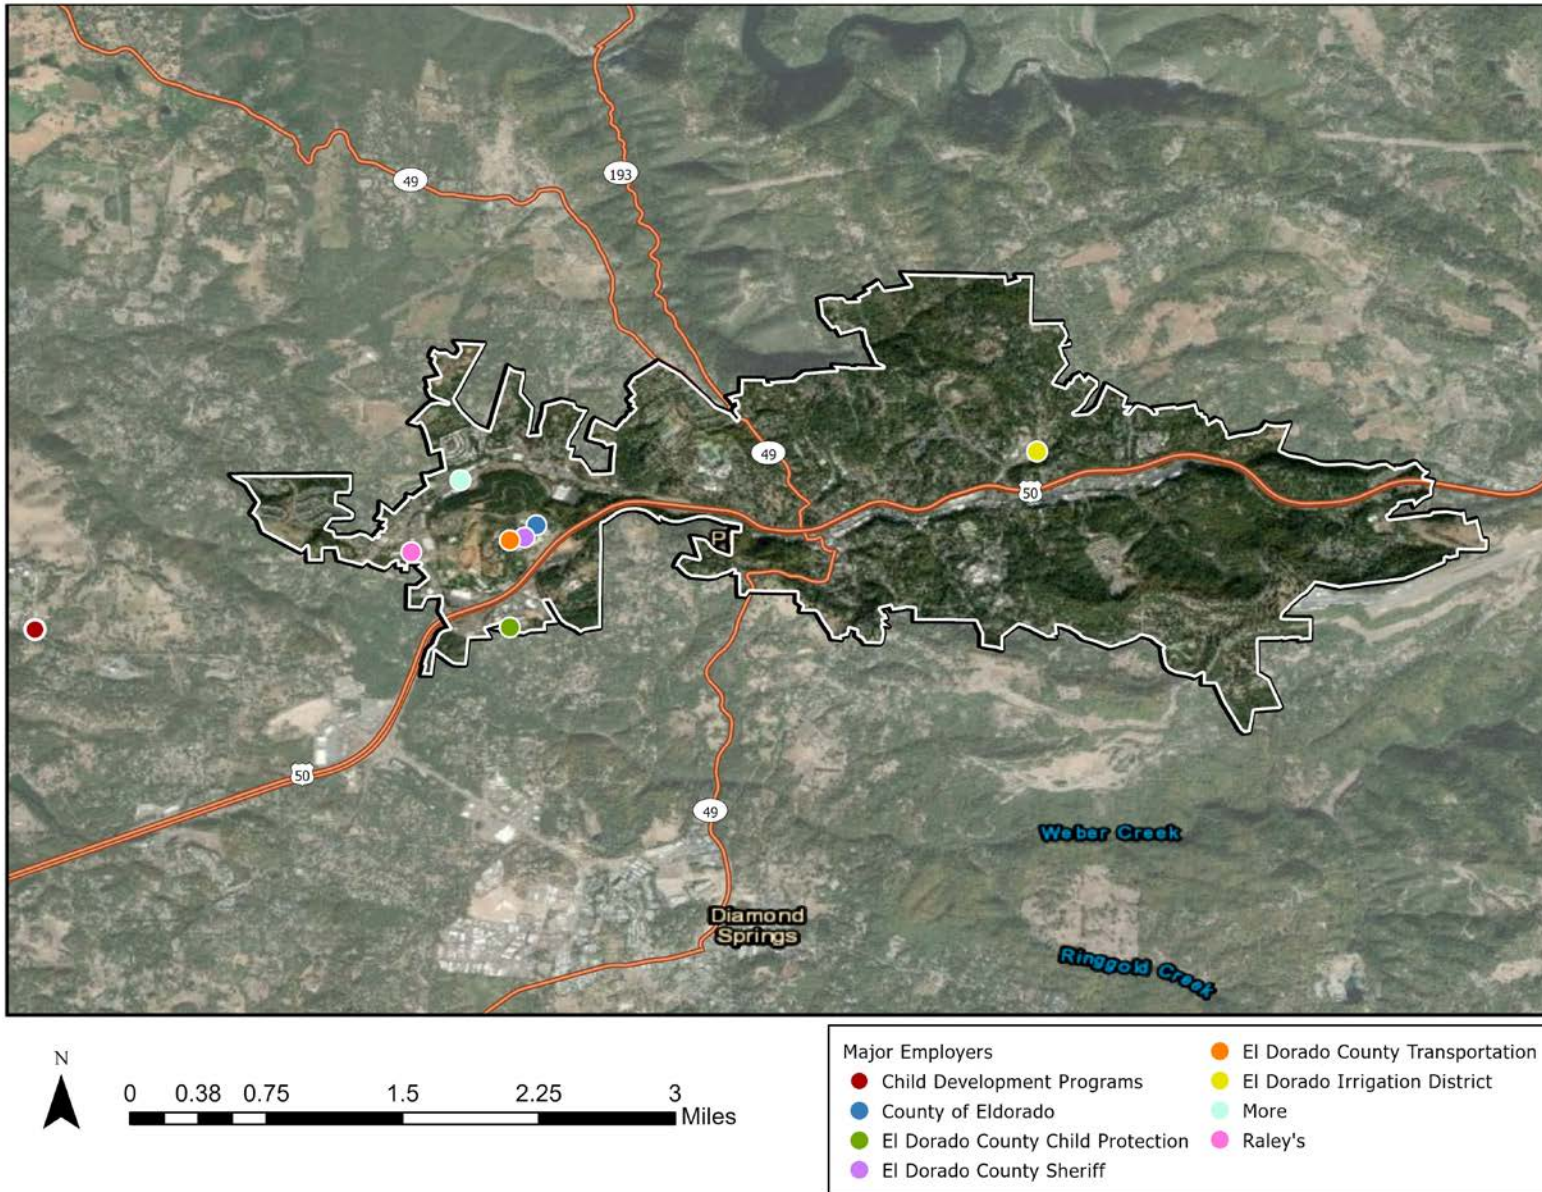 49
193
49
50
P
50
49
Weber Creek
Diamond
Springs
Ringgold Creek
N
0 0.38 0.75 1.5 2.25 3
Miles
Major Employers
Child Development Programs
County of Eldorado
El Dorado County Child Protection
El Dorado County Sheriff
El Dorado County Transportation
El Dorado Irrigation District
More
Raley's